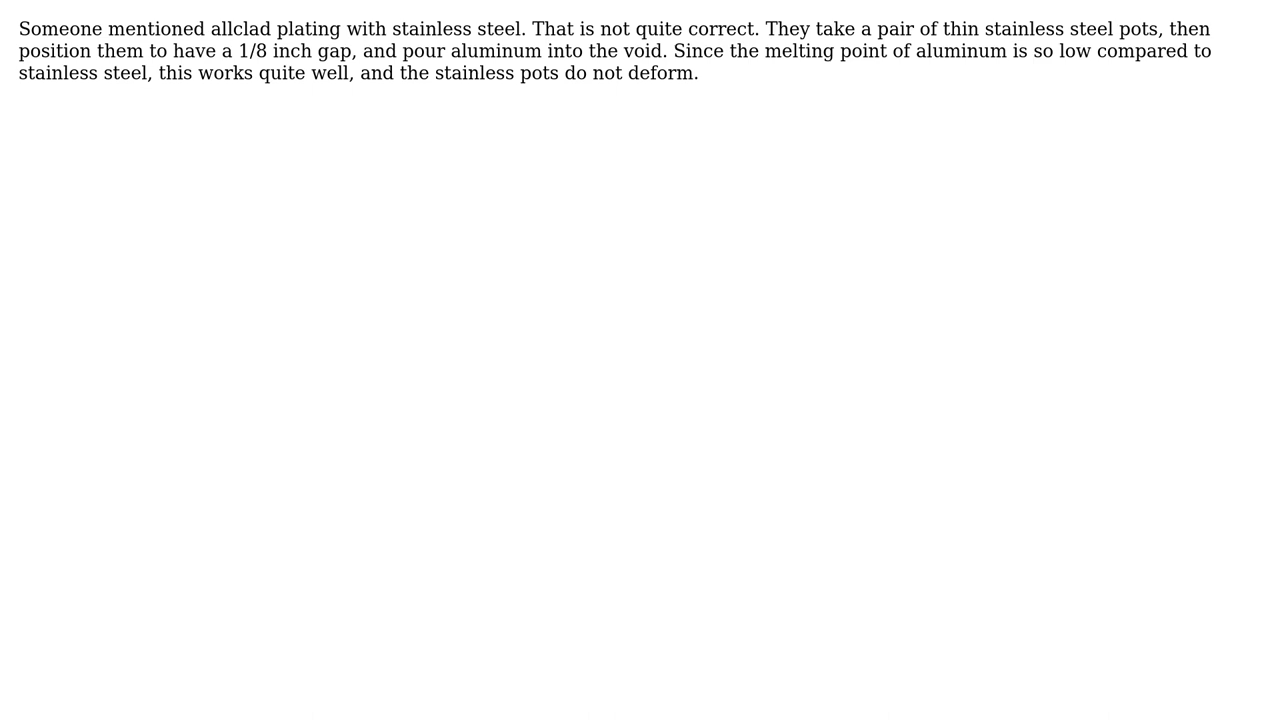 Someone mentioned allclad plating with stainless steel. That is not quite correct. They take a pair of thin stainless steel pots, then
position them to have a 1/8 inch gap, and pour aluminum into the void. Since the melting point of aluminum is so low compared to
stainless steel, this works quite well, and the stainless pots do not deform.